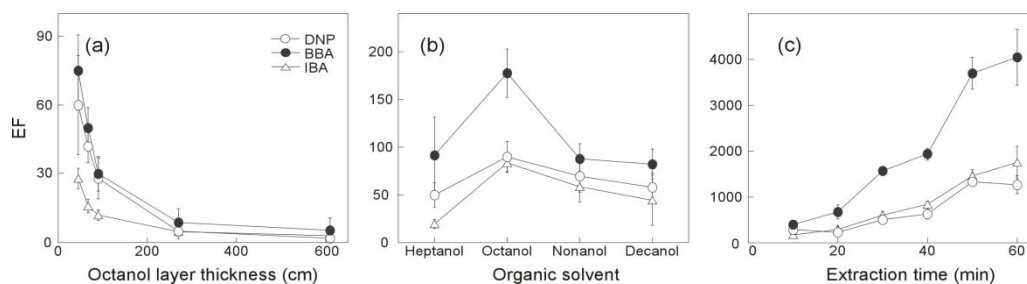 (a)
DNP
BBA
IBA
EF
90
60
30
0
0
200
400
600
Octanol layer thickness (cm)
(b)
200
150
100
50
0
Heptanol
Octanol
Nonanol
Decanol
Organic solvent
(c)
4000
3000
2000
1000
0
0
20
40
60
Extraction time (min)